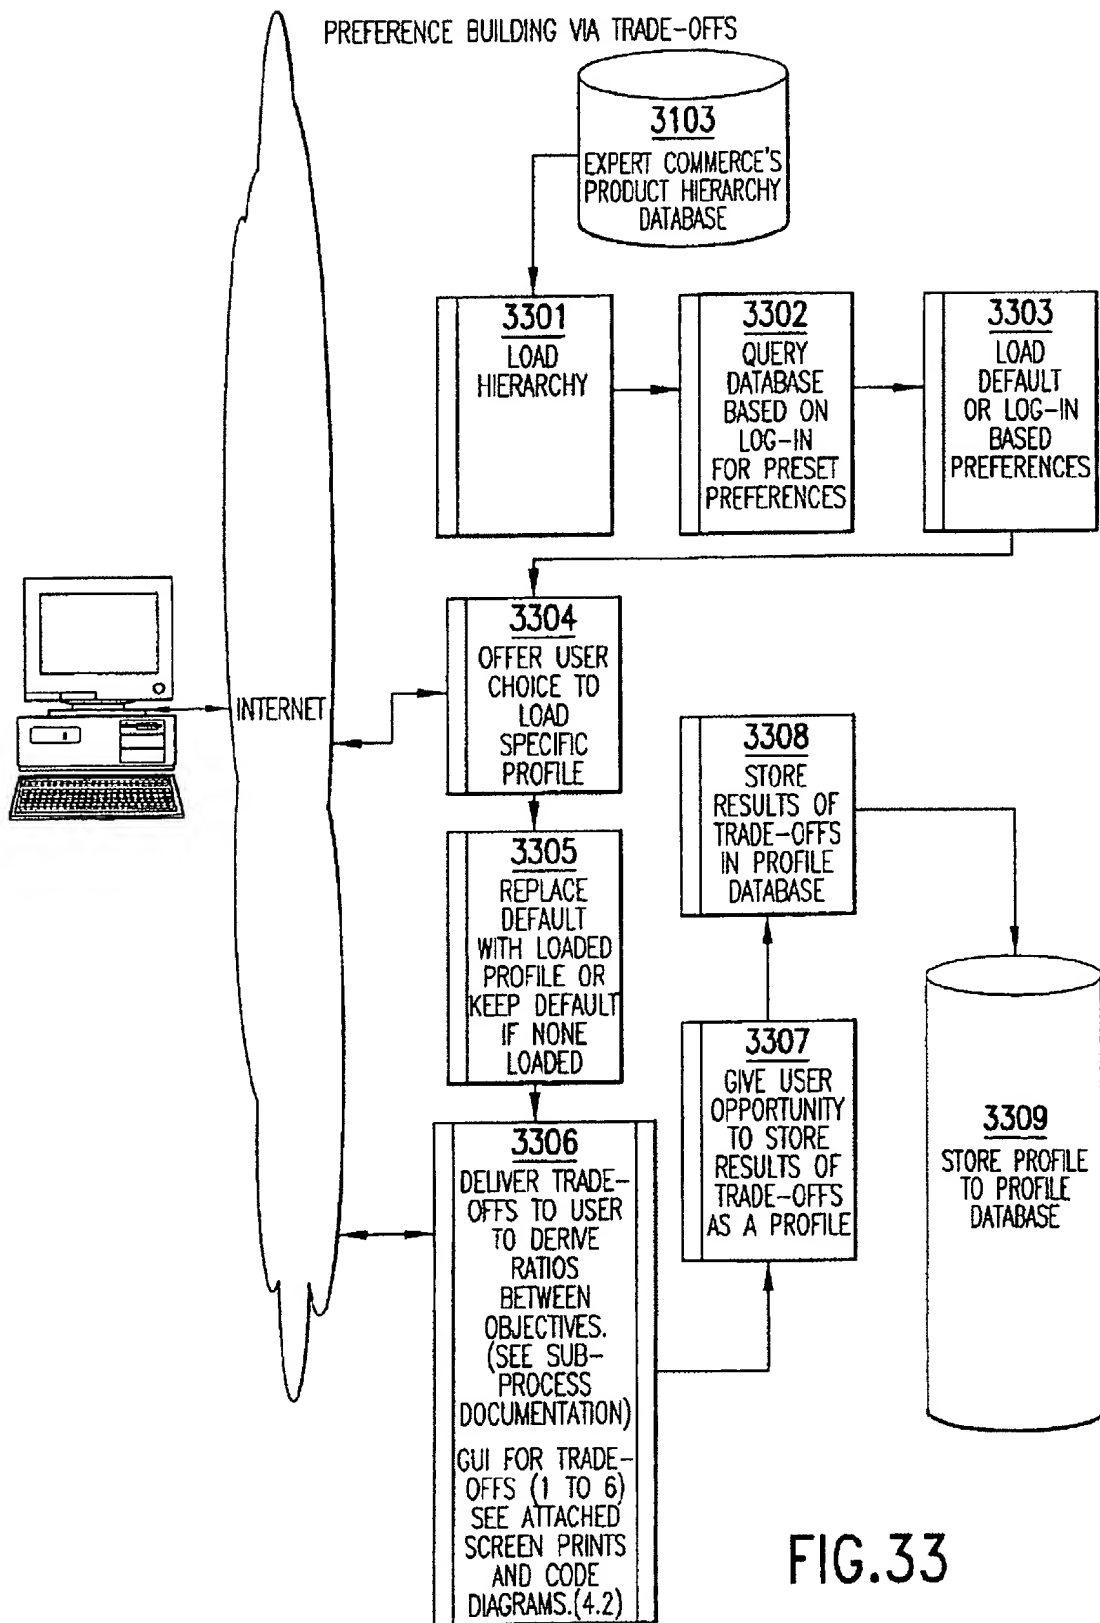 PREFERENCE BUILDING VIA TRADE-OFFS
3103
EXPERT COMMERCE'S
PRODUCT HIERARCHY
DATABASE
3301
LOAD
HIERARCHY
3302
QUERY
DATABASE
BASED ON
LOG-IN
FOR PRESET
PREFERENCES
3303
LOAD
DEFAULT
OR LOG-IN
BASED
PREFERENCES
INTERNET
3304
OFFER USER
CHOICE TO
LOAD
SPECIFIC
PROFILE
3305
REPLACE
DEFAULT
WITH LOADED
PROFILE OR
KEEP DEFAULT
IF NONE
LOADED
3306
DELIVER TRADE-
OFFS TO USER
TO DERIVE
RATIOS
BETWEEN
OBJECTIVES.
(SEE SUB-
PROCESS
DOCUMENTATION)
GUI FOR TRADE-
OFFS (1 TO 6)
SEE ATTACHED
SCREEN PRINTS
AND CODE
DIAGRAMS.(4.2)
3307
GIVE USER
OPPORTUNITY
TO STORE
RESULTS OF
TRADE-OFFS
AS A PROFILE
3308
STORE
RESULTS OF
TRADE-OFFS
IN PROFILE
DATABASE
3309
STORE PROFILE
TO PROFILE
DATABASE
FIG.33